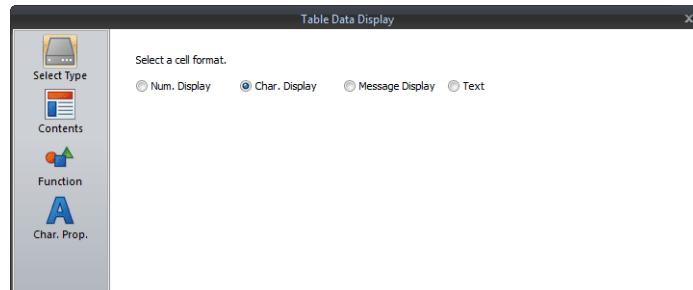 Table Data Display
Select Type
Contents
Function
Char. Prop.
Select a cell format.
Num. Display Char. Display Message Display Text